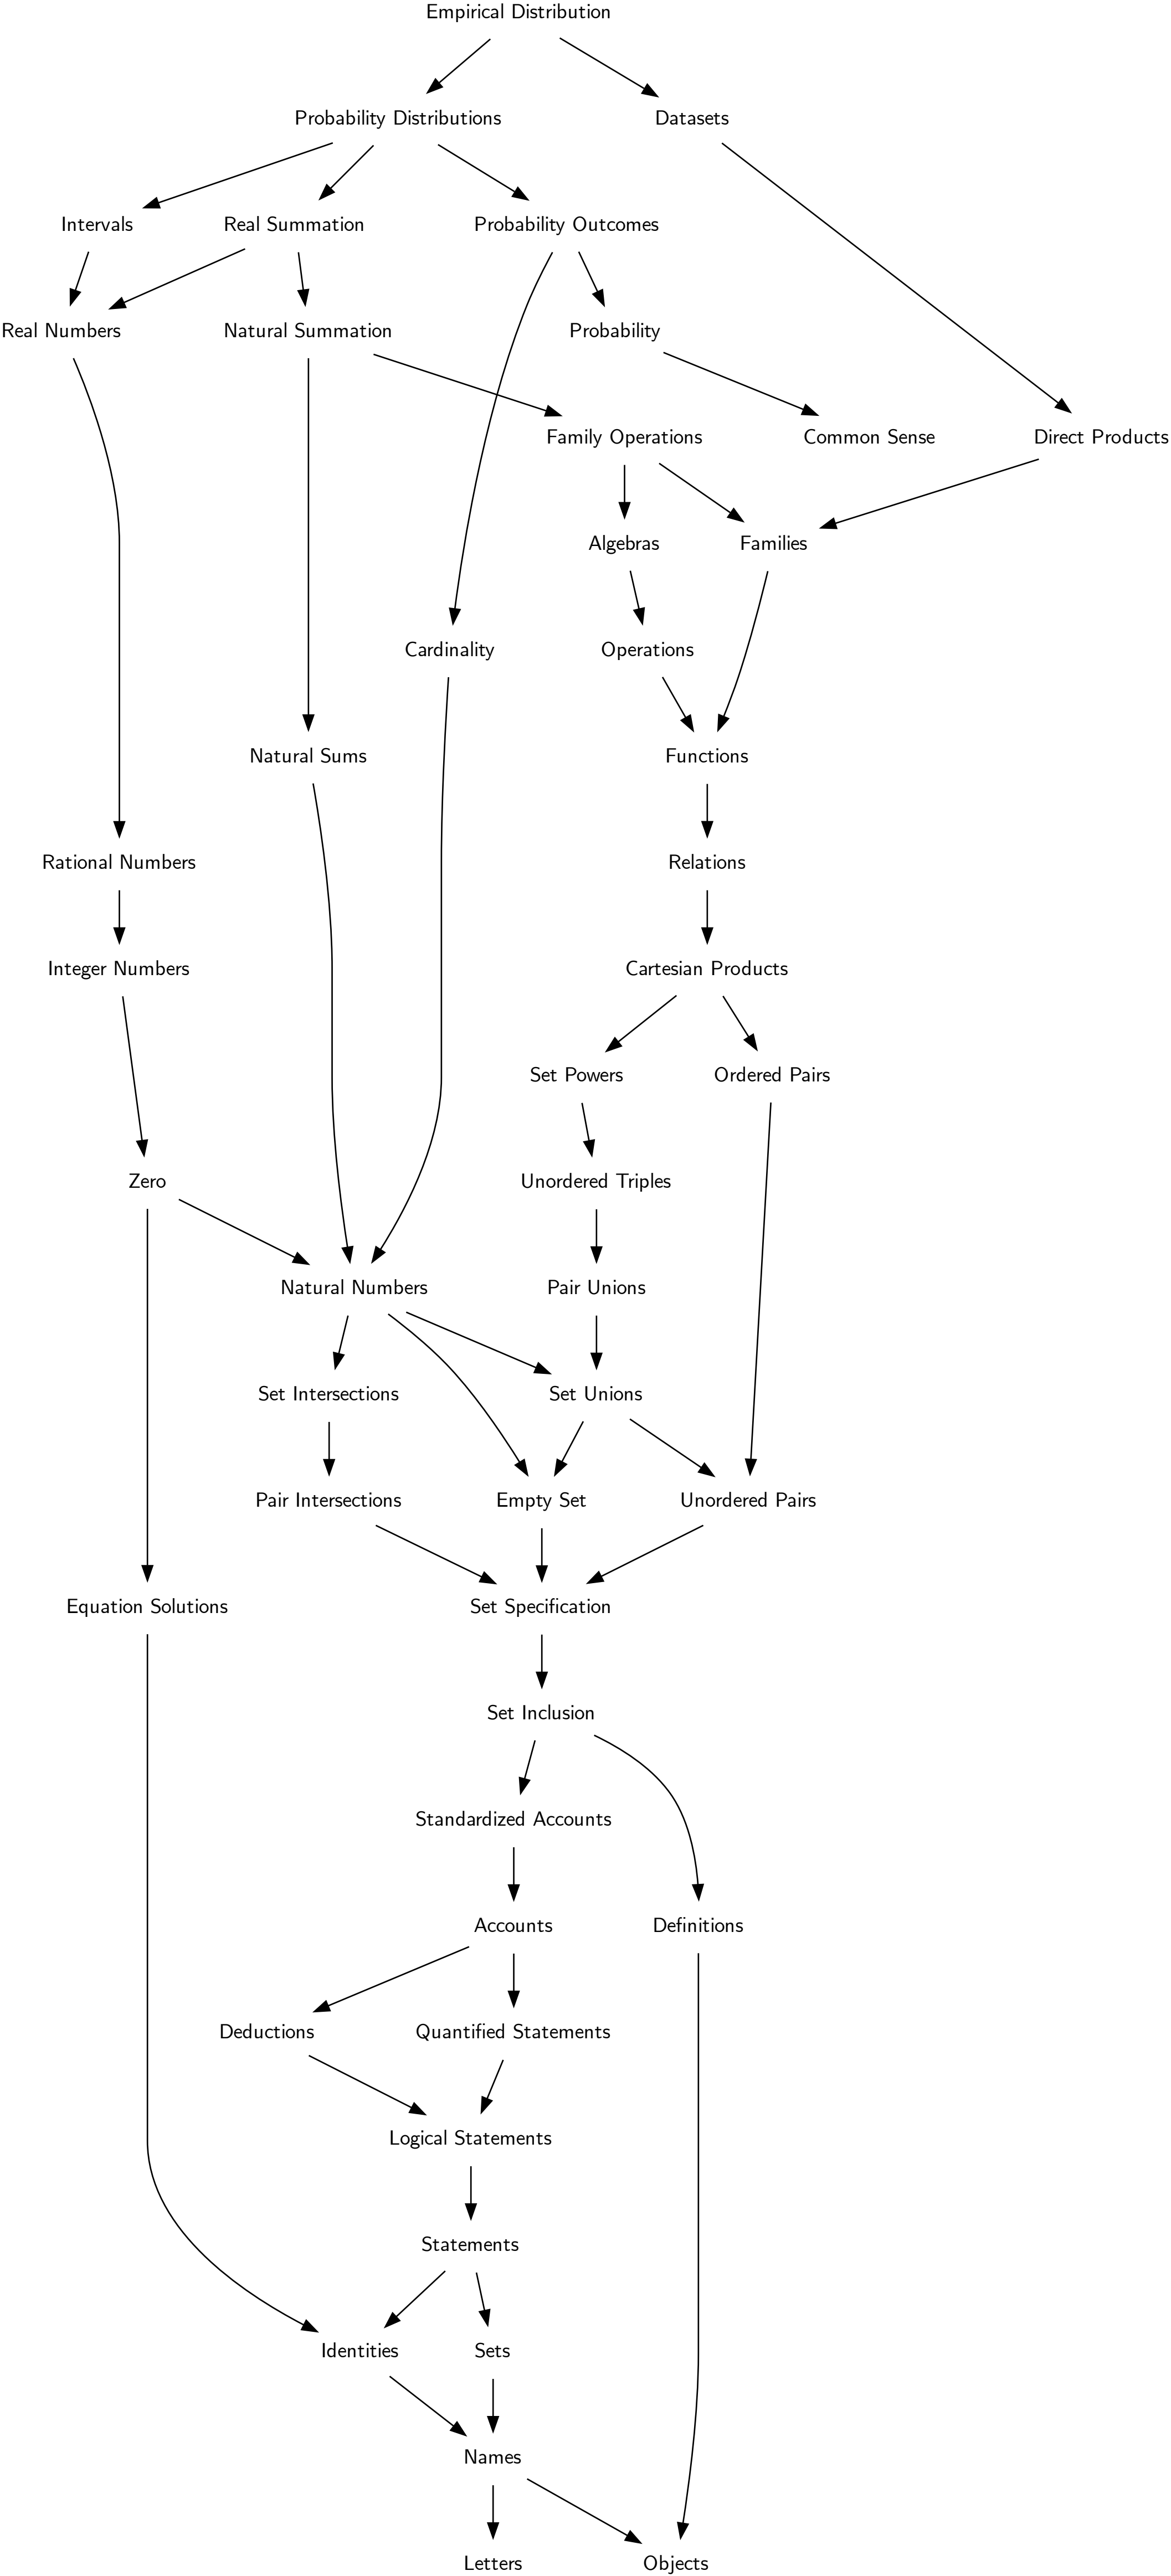 Empirical Distribution
Probability Distributions
Datasets
Intervals
Real Summation
Probability Outcomes
Real Numbers
Natural Summation
Probability
Family Operations
Common Sense
Direct Products
Algebras
Families
Cardinality
Operations
Natural Sums
Functions
Rational Numbers
Relations
Integer Numbers
Cartesian Products
Set Powers
Ordered Pairs
Zero
Unordered Triples
Natural Numbers
Pair Unions
Set Intersections
Set Unions
Pair Intersections
Empty Set
Unordered Pairs
Equation Solutions
Set Specification
Set Inclusion
Standardized Accounts
Accounts
Definitions
Deductions
Quantified Statements
Logical Statements
Statements
Identities
Sets
Names
Letters
Objects